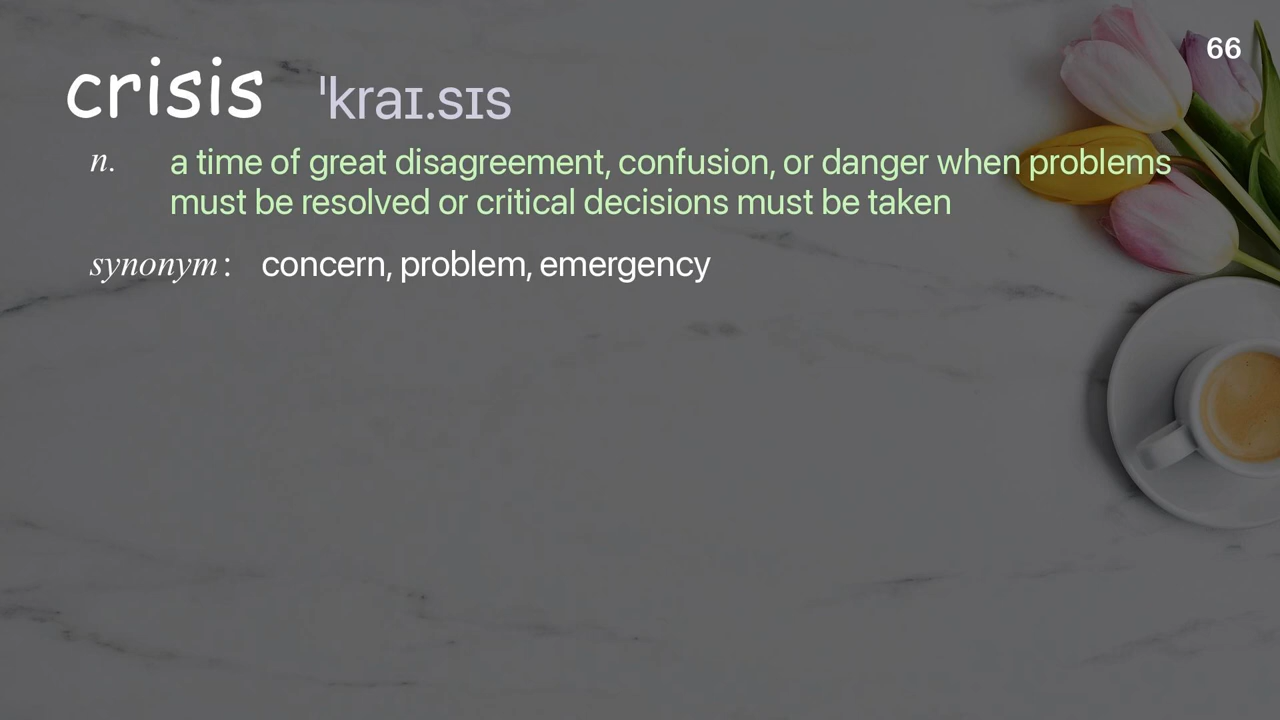 66
crisis ˈkraɪ.sɪs
n. a time of great disagreement, confusion, or danger when problems
must be resolved or critical decisions must be taken
synonym : concern, problem, emergency